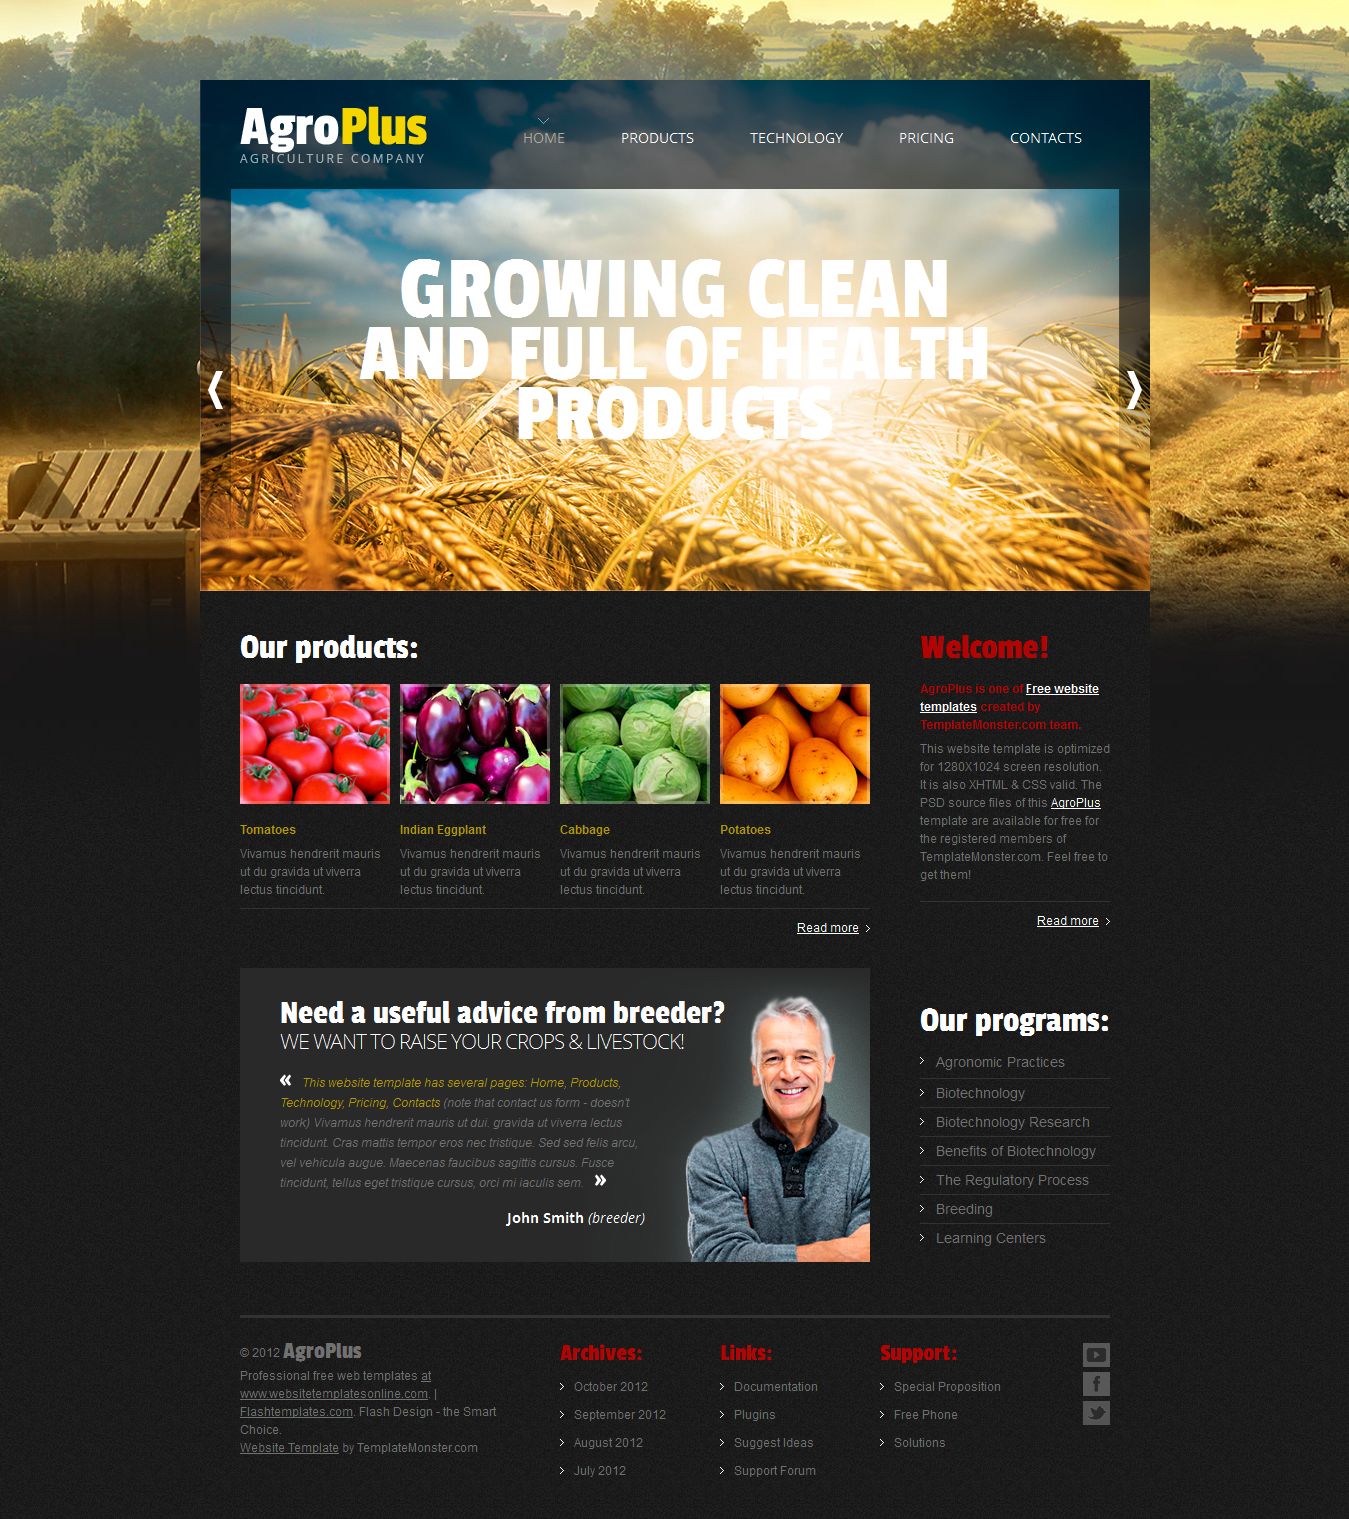 AgroPlus
AGRICULTURE COMPANY
HOME
PRODUCTS
TECHNOLOGY
PRICING
CONTACTS
GROWING CLEAN
AND FULL OF HEALTH
PRODUCTS
Our products:
Tomatoes
Vivamus hendrerit mauris
ut du gravida ut viverra
lectus tincidunt.
Indian Eggplant
Vivamus hendrerit mauris
ut du gravida ut viverra
lectus tincidunt.
Cabbage
Vivamus hendrerit mauris
ut du gravida ut viverra
lectus tincidunt.
Potatoes
Vivamus hendrerit mauris
ut du gravida ut viverra
lectus tincidunt.
Read more
Welcome!
AgroPlus is one of Free website
templates created by
TemplateMonster.com team.
This website template is optimized
for 1280X1024 screen resolution.
It is also XHTML & CSS valid. The
PSD source files of this AgroPlus
template are available for free for
the registered members of
TemplateMonster.com. Feel free to
get them!
Read more
Need a useful advice from breeder?
WE WANT TO RAISE YOUR CROPS & LIVESTOCK!
« This website template has several pages: Home, Products,
Technology, Pricing, Contacts (note that contact us form - doesn't
work) Vivamus hendrerit mauris ut dui. gravida ut viverra lectus
tincidunt. Cras mattis tempor eros nec tristique. Sed sed felis arcu,
vel vehicula augue. Maecenas faucibus sagittis cursus. Fusce
tincidunt, tellus eget tristique cursus, orci mi iaculis sem. »
John Smith (breeder)
Our programs:
Agronomic Practices
Biotechnology
Biotechnology Research
Benefits of Biotechnology
The Regulatory Process
Breeding
Learning Centers
© 2012 AgroPlus
Professional free web templates at
www.websitetemplatesonline.com. |
Flashtemplates.com. Flash Design - the Smart
Choice.
Website Template by TemplateMonster.com
Archives:
October 2012
September 2012
August 2012
July 2012
Links:
Documentation
Plugins
Suggest Ideas
Support Forum
Support:
Special Proposition
Free Phone
Solutions